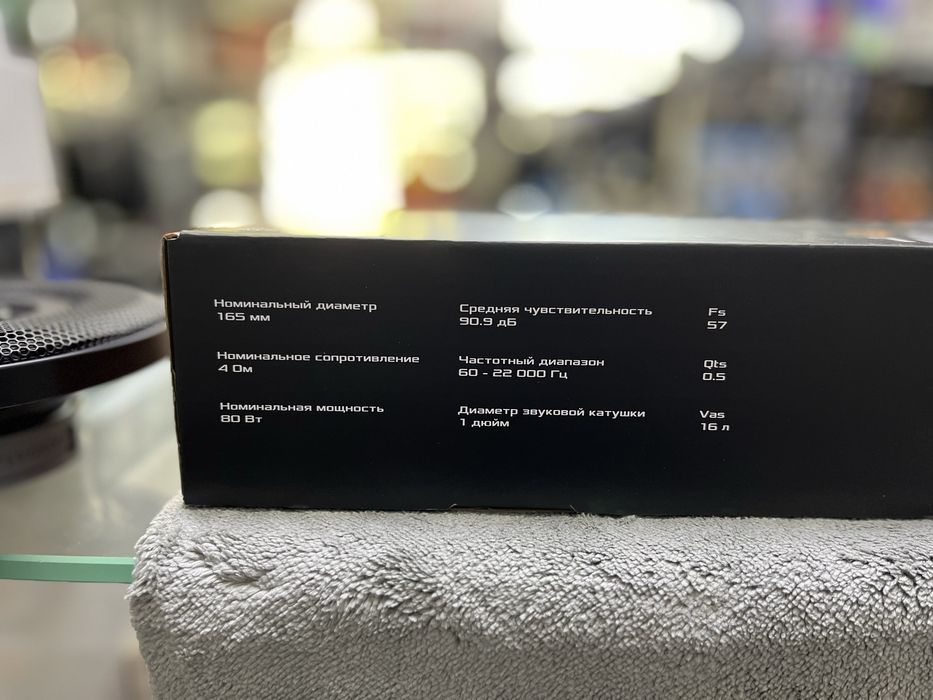 Номинальный диаметр
165 мм
Номинальное сопротивление
4 Ом
Номинальная мощность
80 Вт
Средняя чувствительность
90.9 дБ
Частотный диапазон
60 - 22 000 Гц
Диаметр звуковой катушки
1 дюйм
Fs
57
Qts
0.5
Vas
16 л